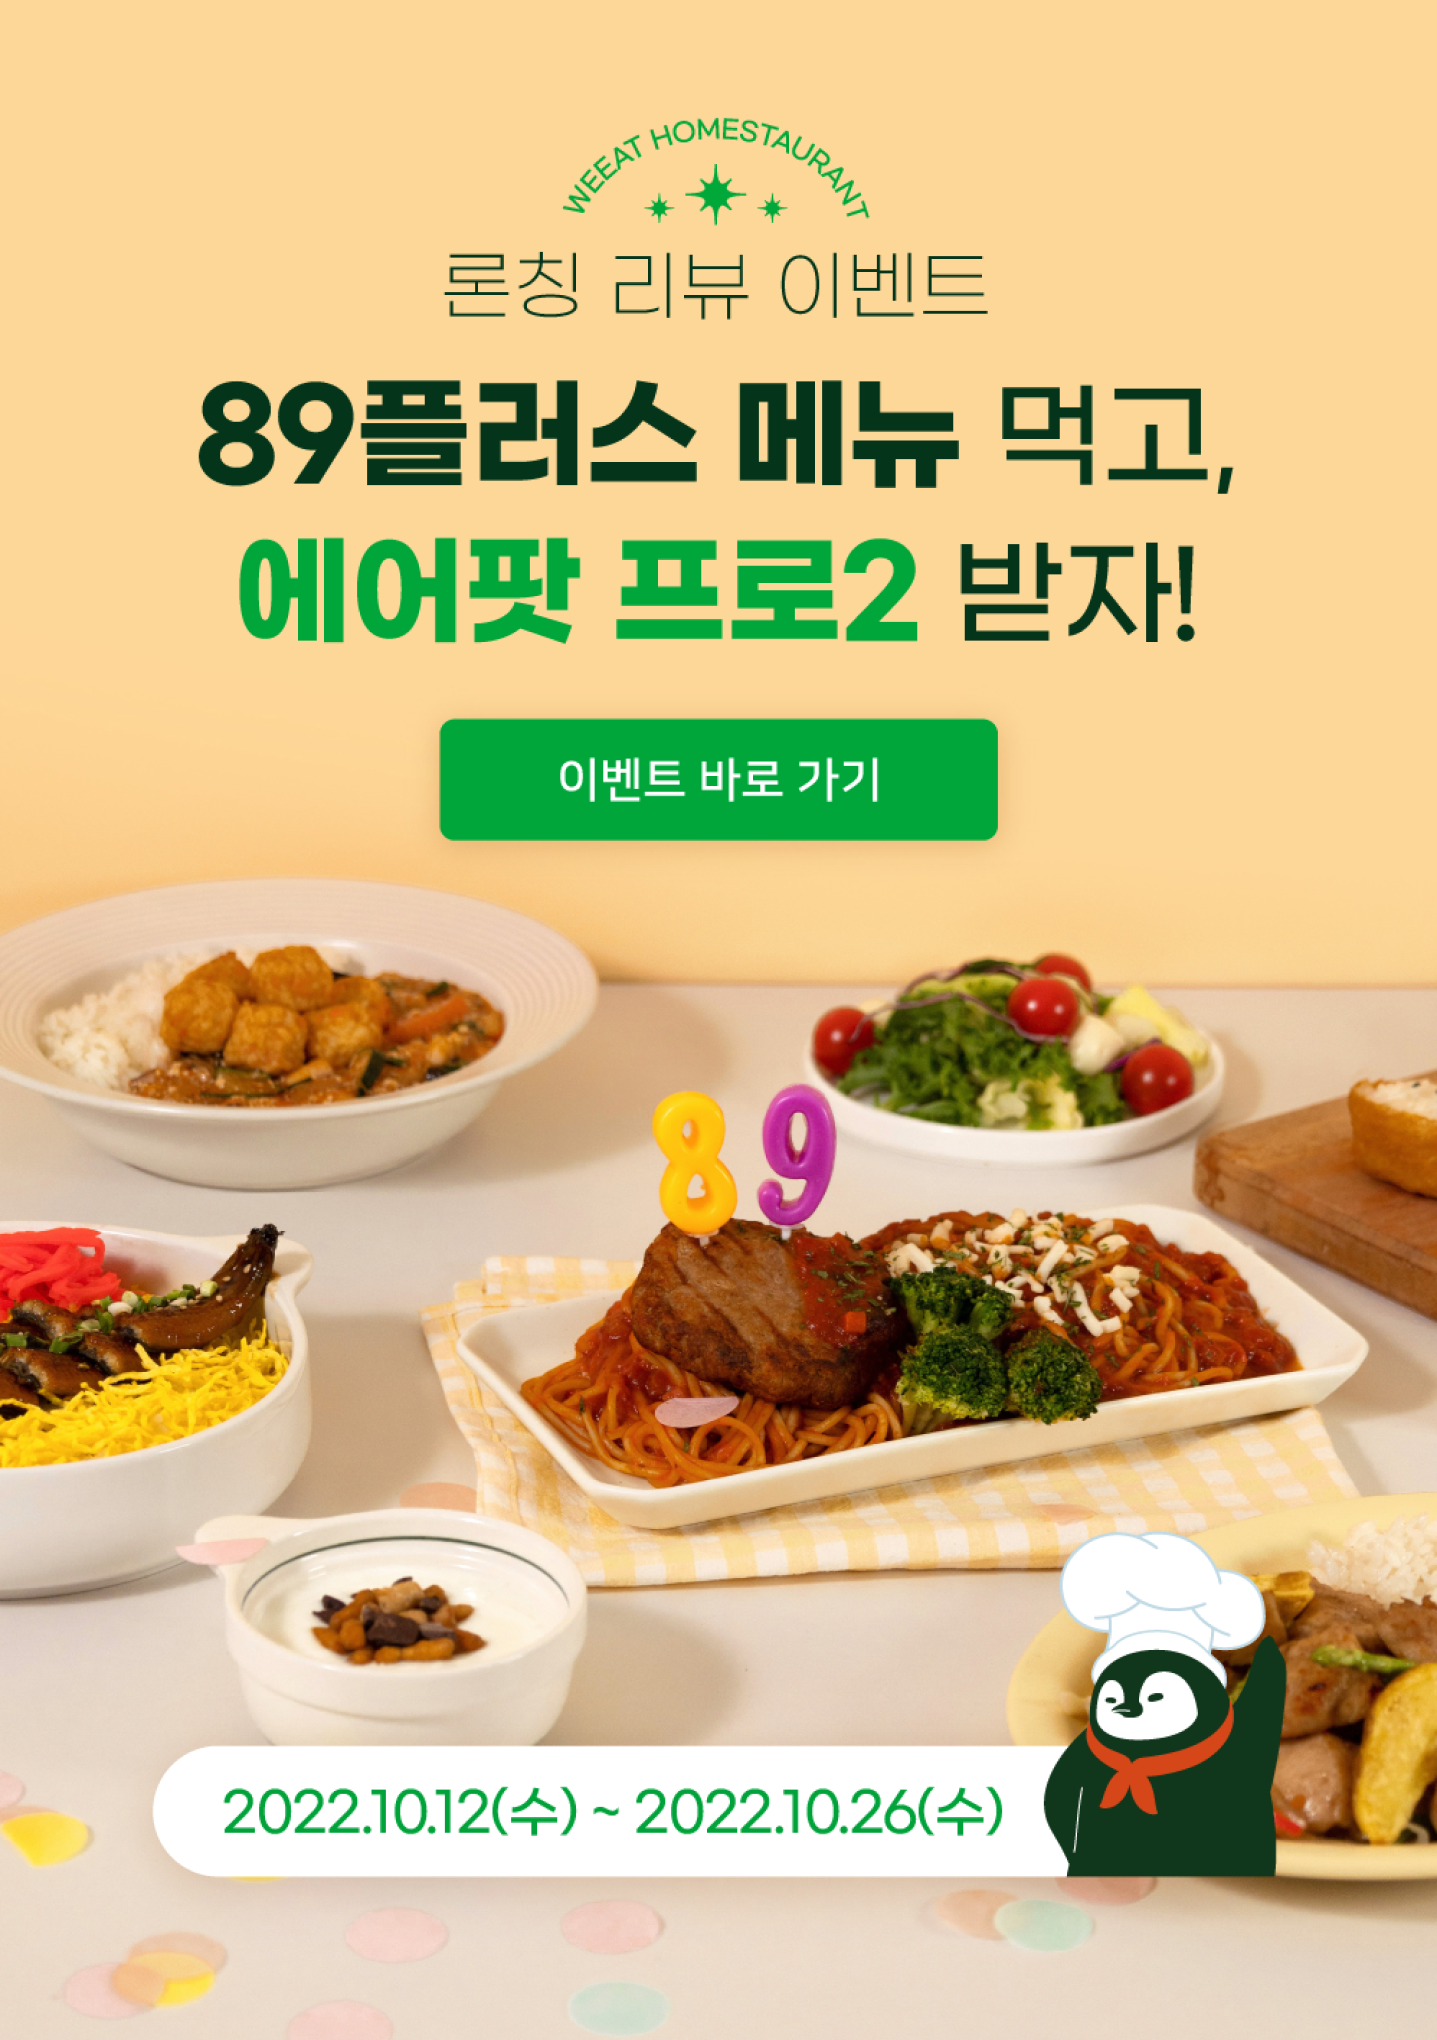 WEEAT HOMESTAURANT
론칭 리뷰 이벤트
89플러스 메뉴 먹고,
에어팟 프로2 받자!
이벤트 바로 가기
89
2022.10.12(수) ~ 2022.10.26(수)